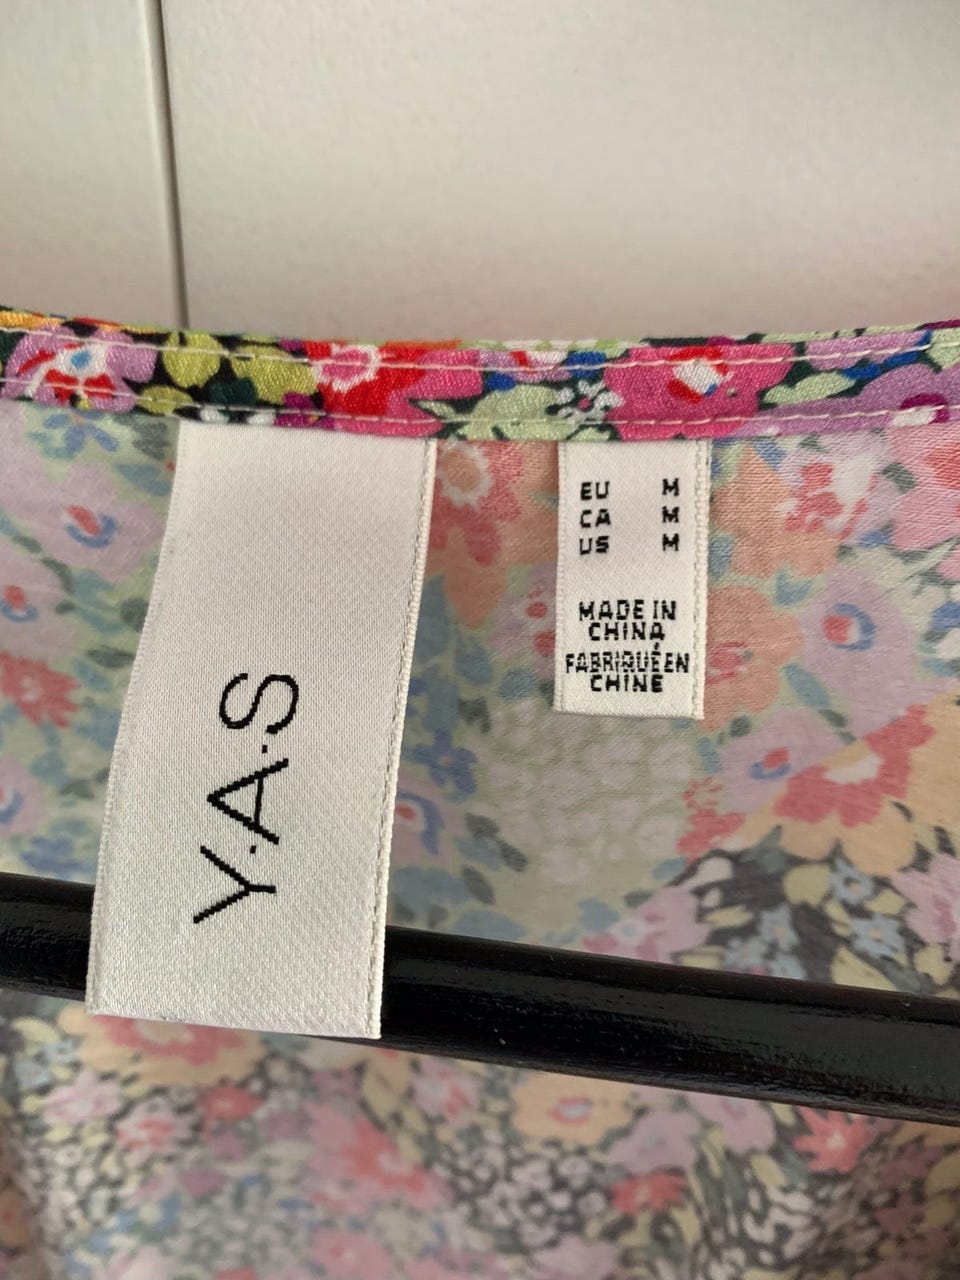 Y.A.S
EU M
CA M
US M
MADE IN
CHINA
FABRIQUÉ EN
CHINE